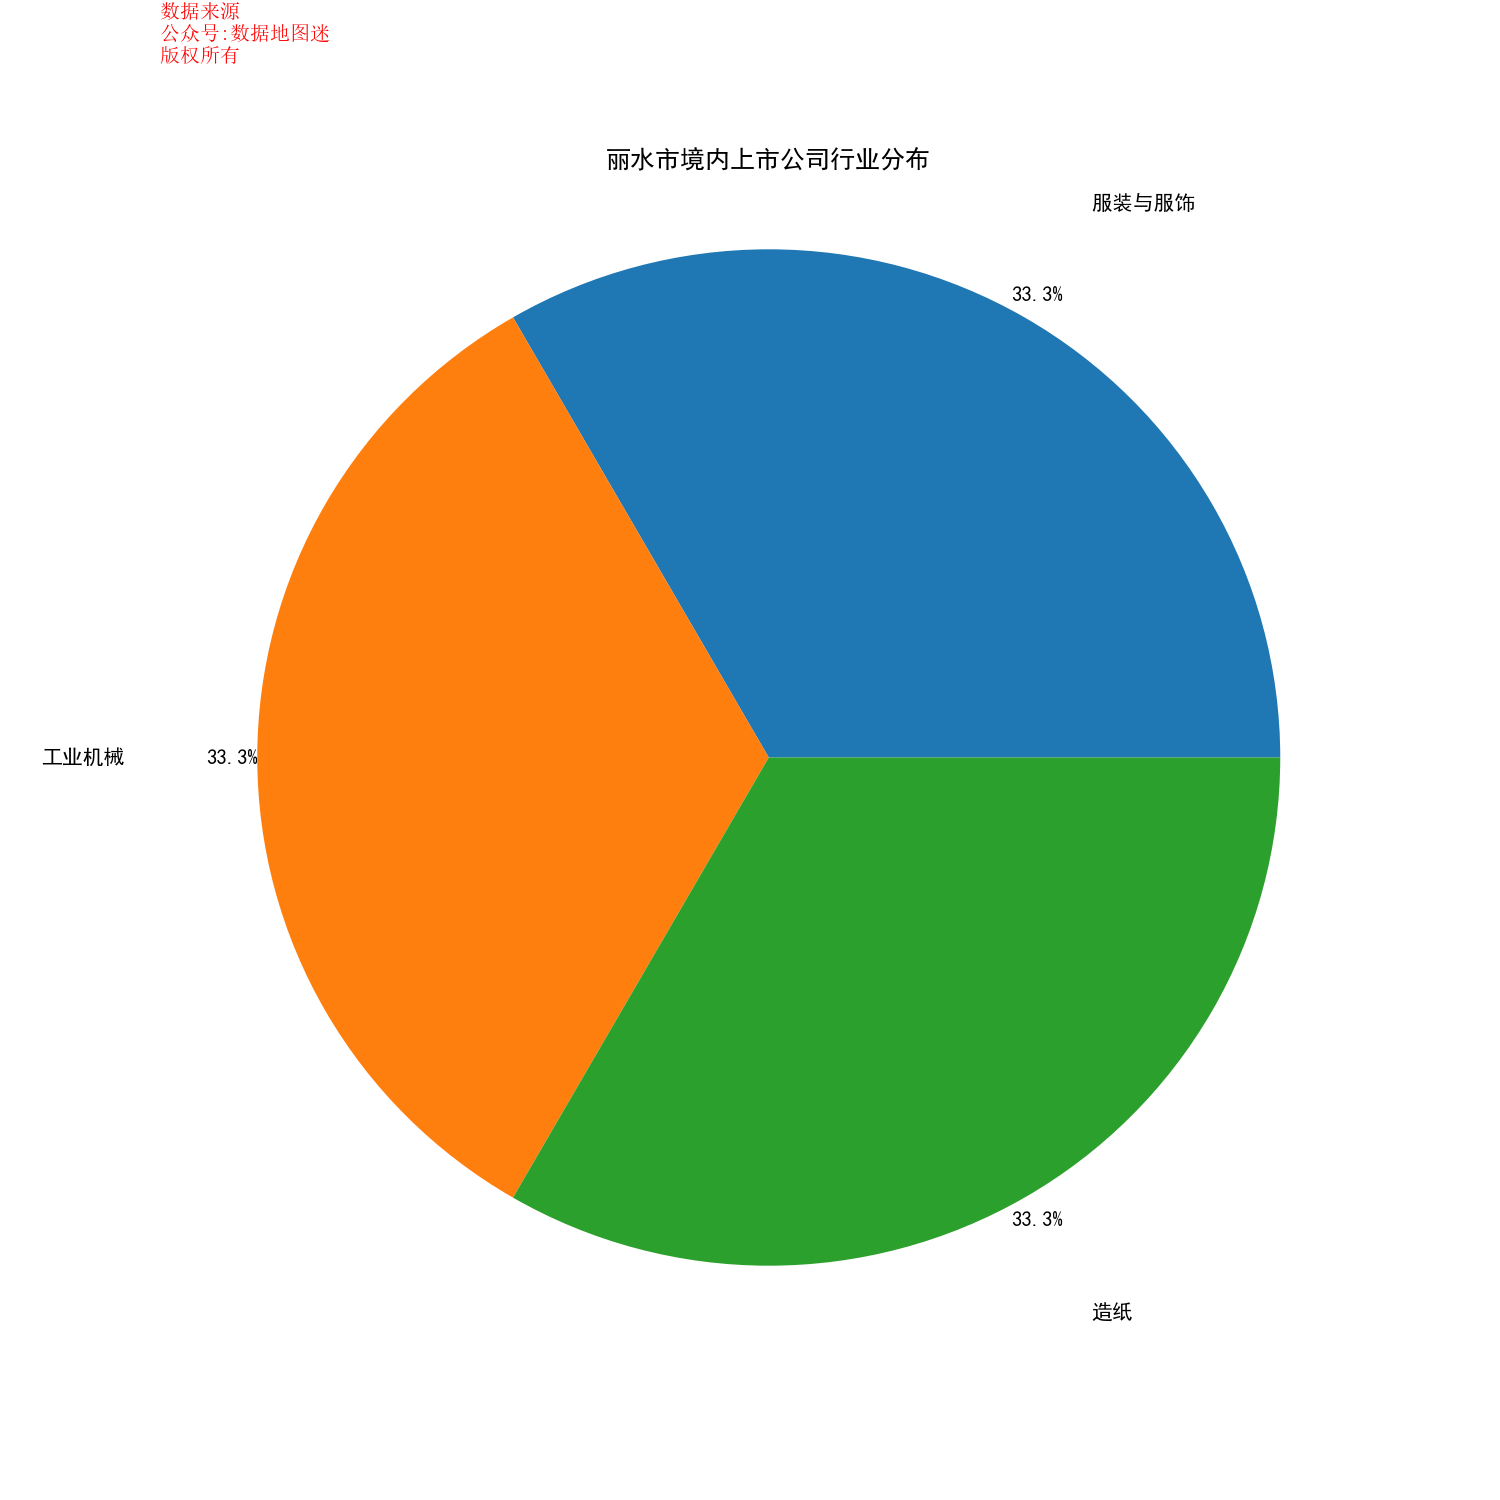 数据来源
公众号:数据地图迷
版权所有
丽水市境内上市公司行业分布
服装与服饰
33.3%
工业机械
33.3%
33.3%
造纸